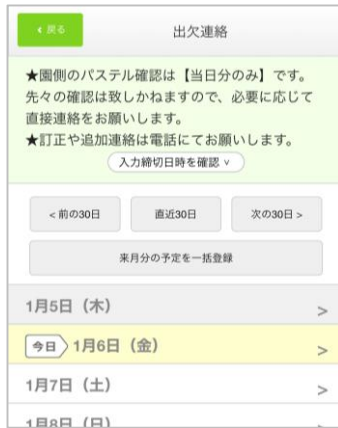 < 戻る
出欠連絡
★園側のパステル確認は【当日分のみ】です。
先々の確認は致しかねますので、必要に応じて
直接連絡をお願いします。
★訂正や追加連絡は電話にてお願いします。
入力締切日時を確認 ∨
< 前の30日
直近30日
次の30日 >
来月分の予定を一括登録
1月5日（木） >
今日 1月6日（金） >
1月7日（土） >
1月8日（日）